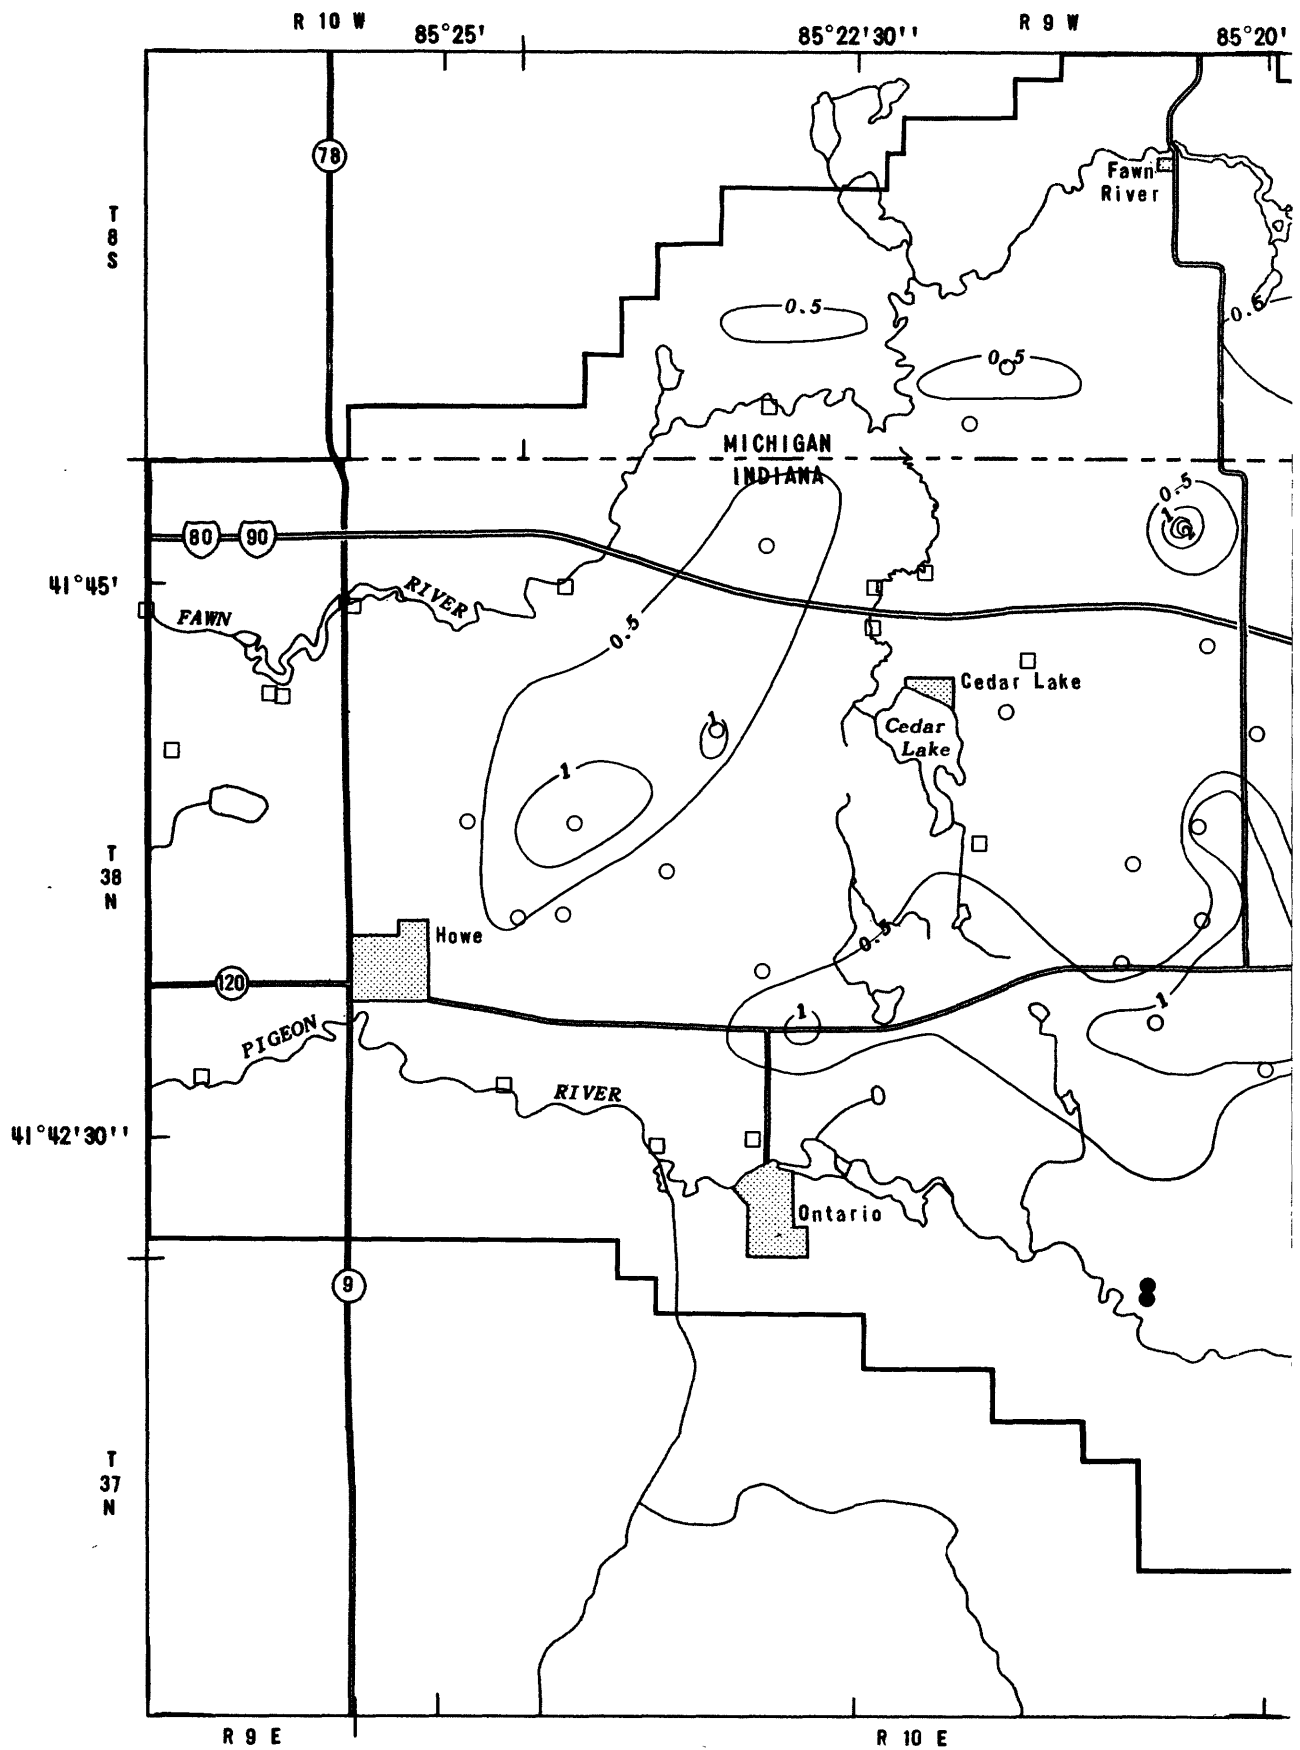 R 10 W
R 9 W
85°25'
85°22'30''
85°20'
78
Fawn
River
T
8
S
0.5
0.5
0.5
MICHIGAN
INDIANA
0.5
1
80
90
41°45'
FAWN
RIVER
0.5
Cedar Lake
Cedar
Lake
1
1
T
38
N
0.5
Howe
120
1
1
PIGEON
RIVER
41°42'30''
Ontario
9
T
37
N
R 9 E
R 10 E